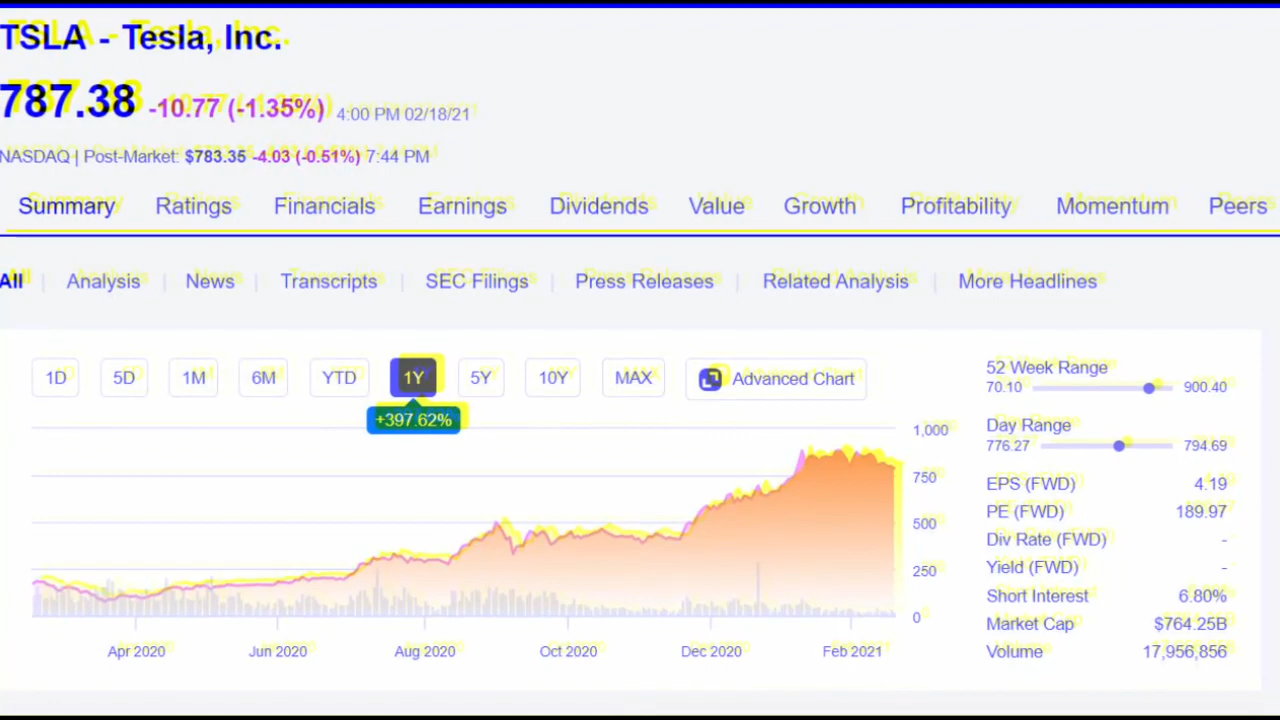 TSLA - Tesla, Inc.
787.38 -10.77 (-1.35%) 4:00 PM 02/18/21
NASDAQ | Post-Market: $783.35 -4.03 (-0.51%) 7:44 PM
Summary Ratings Financials Earnings Dividends Value Growth Profitability Momentum Peers
All | Analysis | News | Transcripts | SEC Filings | Press Releases | Related Analysis | More Headlines
1D 5D 1M 6M YTD 1Y 5Y 10Y MAX Advanced Chart
+397.62%
1,000
750
500
250
0
Apr 2020 Jun 2020 Aug 2020 Oct 2020 Dec 2020 Feb 2021
52 Week Range
70.10 900.40
Day Range
776.27 794.69
EPS (FWD) 4.19
PE (FWD) 189.97
Div Rate (FWD) -
Yield (FWD) -
Short Interest 6.80%
Market Cap $764.25B
Volume 17,956,856